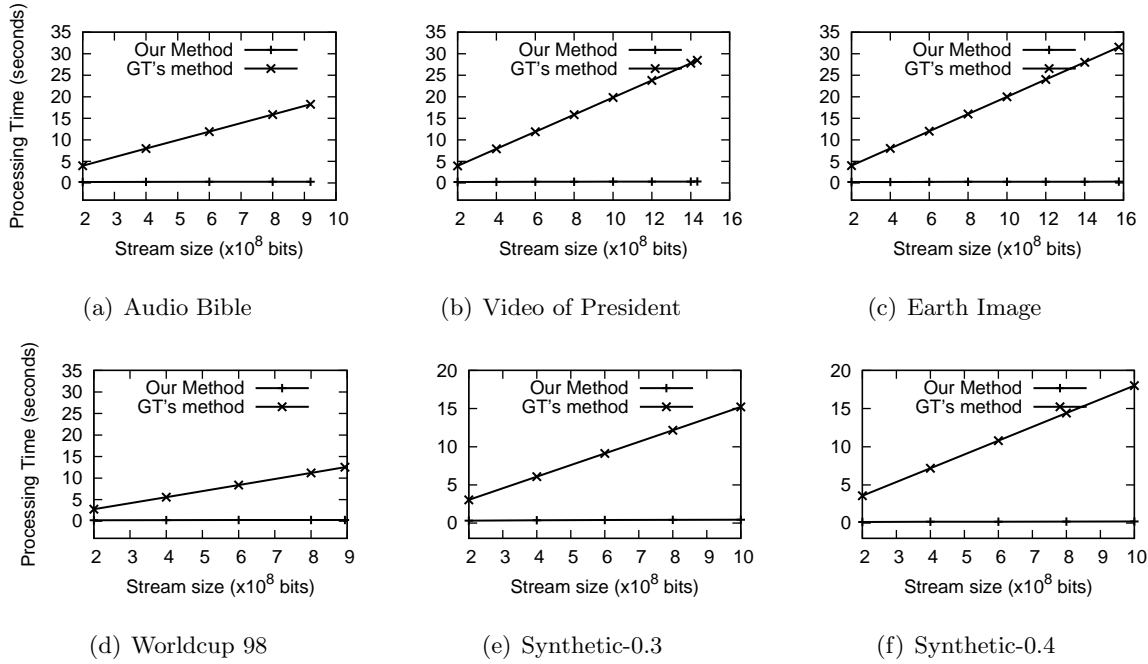 Processing Time (seconds)
35
30
25
20
15
10
5
0
Our Method
GT's method
2 3 4 5 6 7 8 9 10
Stream size (x10^8 bits)
(a) Audio Bible
35
30
25
20
15
10
5
0
Our Method
GT's method
2 4 6 8 10 12 14 16
Stream size (x10^8 bits)
(b) Video of President
35
30
25
20
15
10
5
0
Our Method
GT's method
2 4 6 8 10 12 14 16
Stream size (x10^8 bits)
(c) Earth Image
Processing Time (seconds)
35
30
25
20
15
10
5
0
Our Method
GT's method
2 3 4 5 6 7 8 9
Stream size (x10^8 bits)
(d) Worldcup 98
20
15
10
5
0
Our Method
GT's method
2 3 4 5 6 7 8 9 10
Stream size (x10^8 bits)
(e) Synthetic-0.3
20
15
10
5
0
Our Method
GT's method
2 3 4 5 6 7 8 9 10
Stream size (x10^8 bits)
(f) Synthetic-0.4